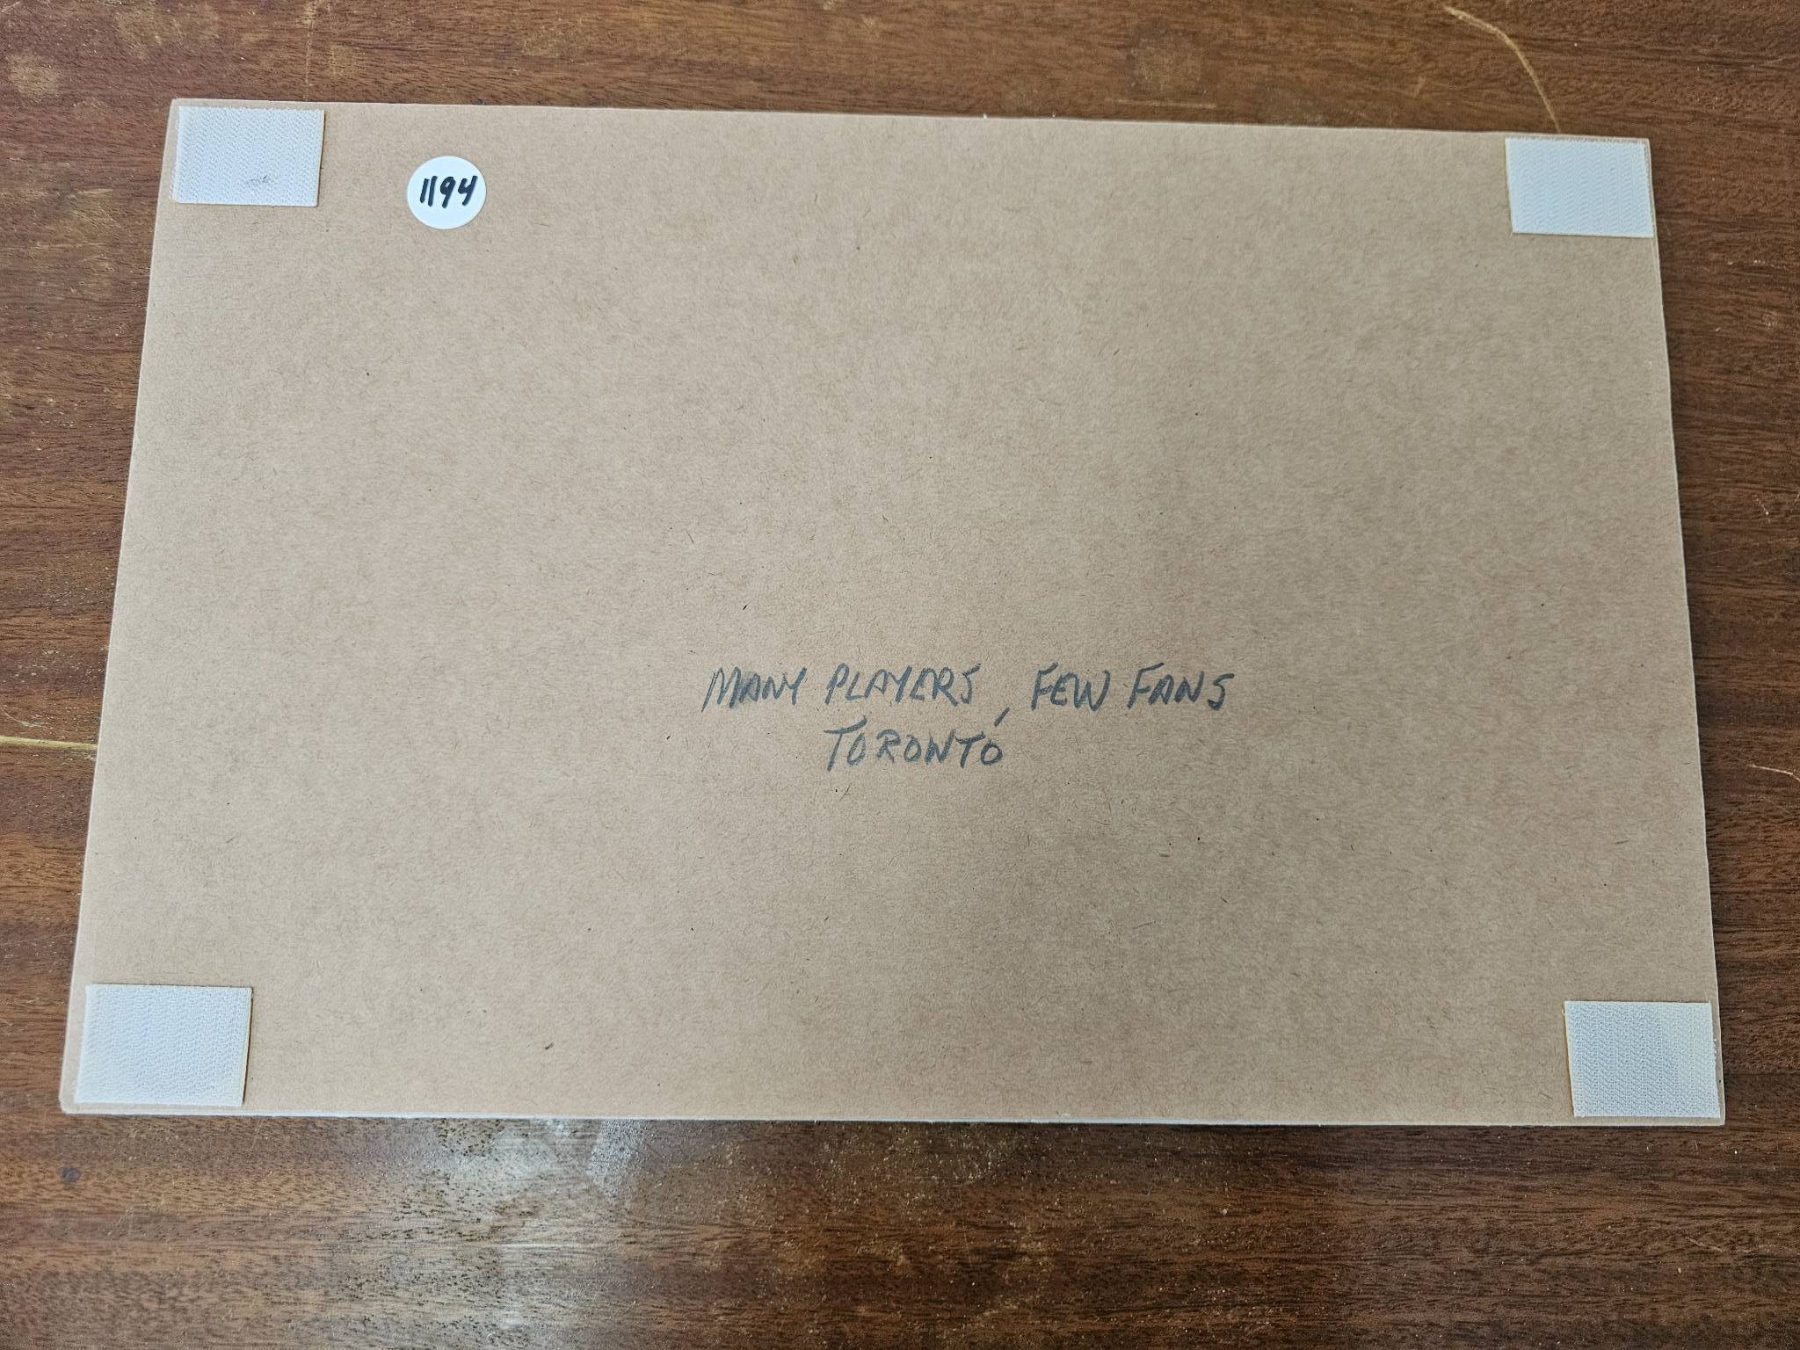 1194
MANY PLAYERS, FEW FANS
TORONTO